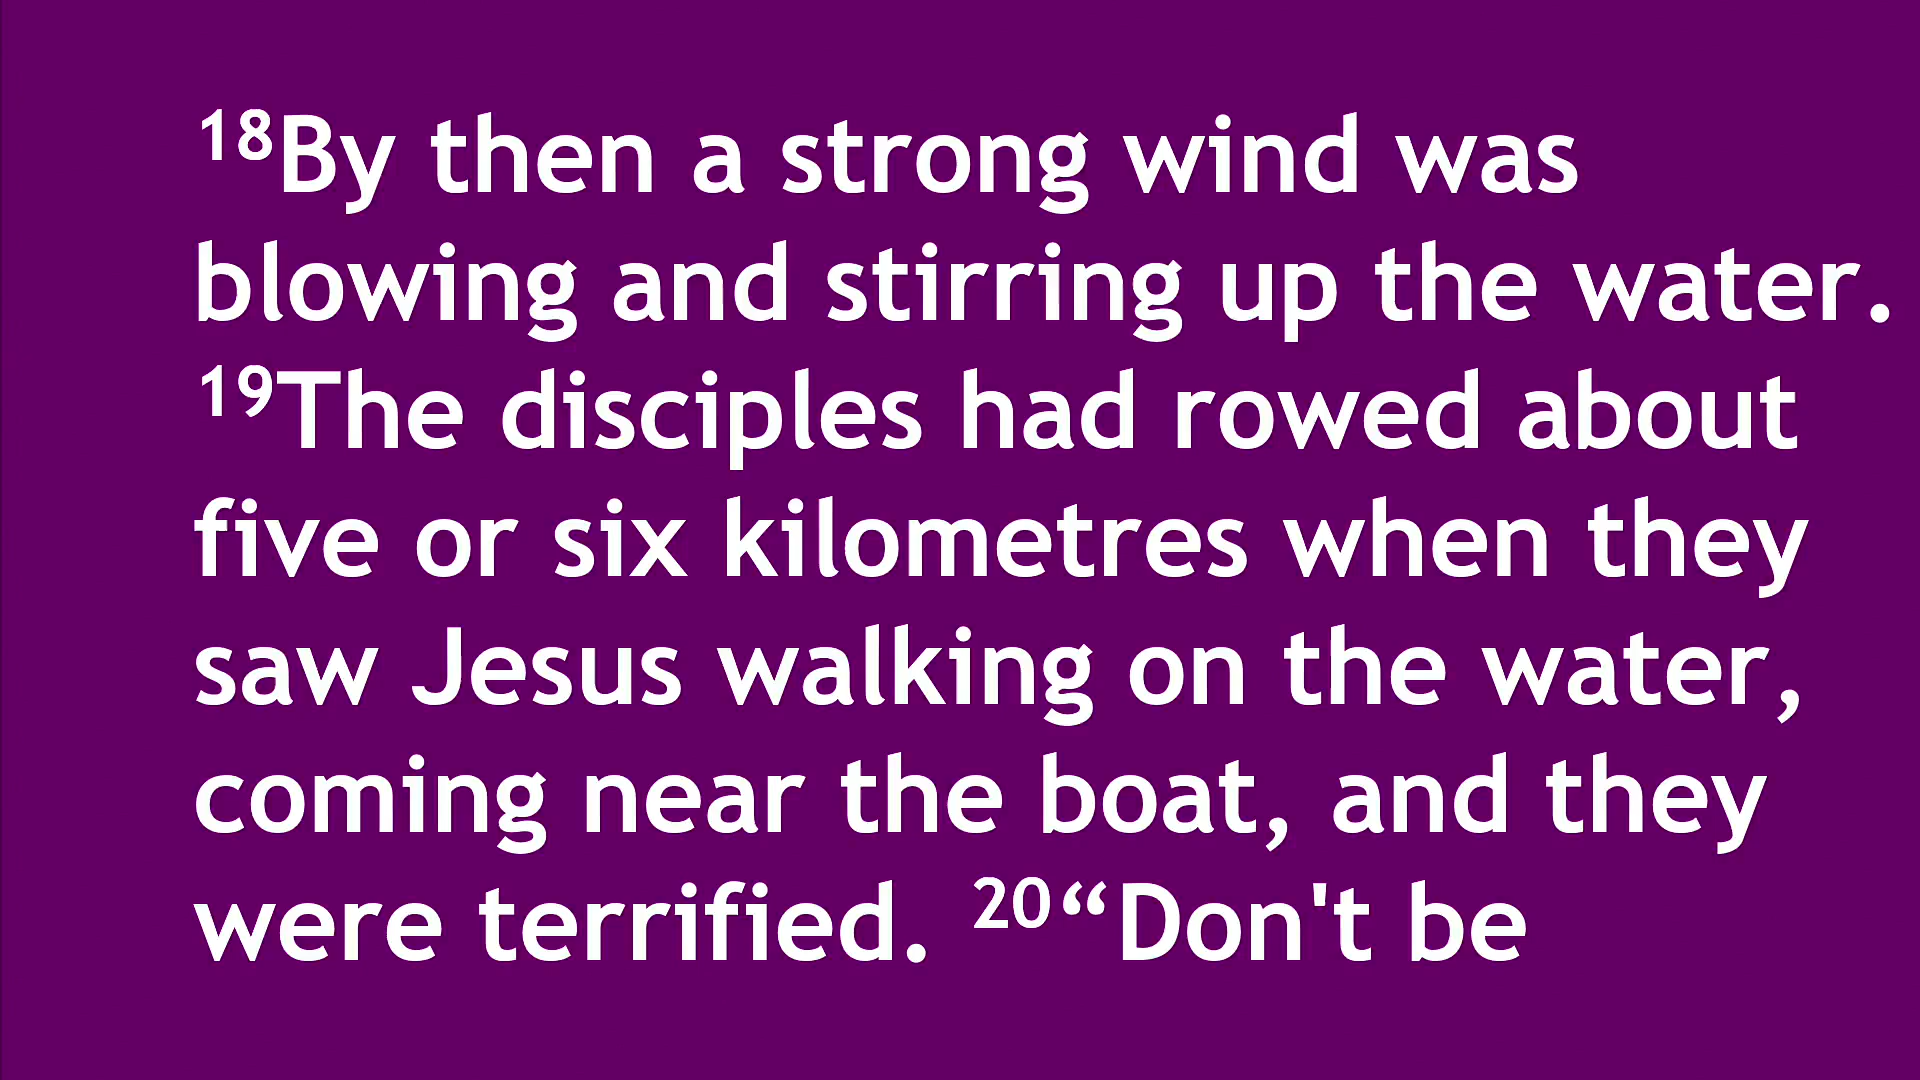 ¹⁸By then a strong wind was
blowing and stirring up the water.
¹⁹The disciples had rowed about
five or six kilometres when they
saw Jesus walking on the water,
coming near the boat, and they
were terrified. ²⁰“Don't be